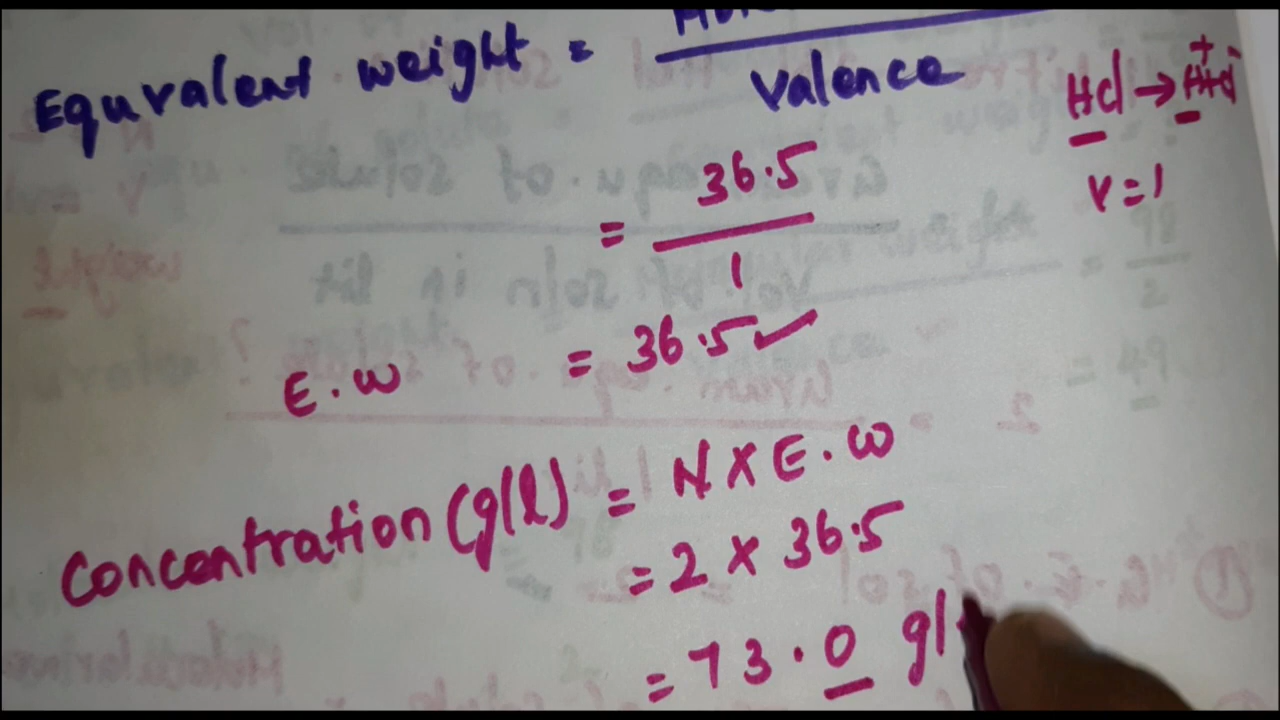 Equivalent weight =
Valence
HCl → H+Cl-
V=1
= 36.5
1
E.W = 36.5 ✓
Concentration (g/l) = N X E.W
= 2 x 36.5
= 73.0 g/